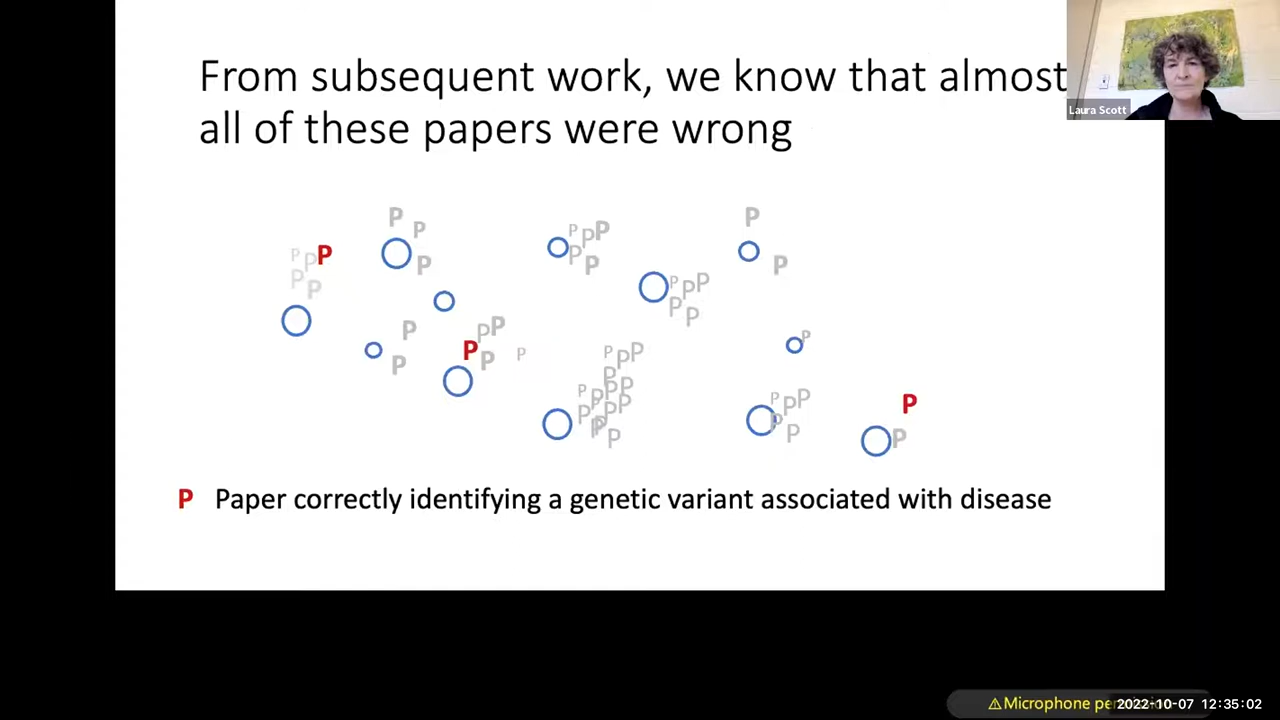 From subsequent work, we know that almost
all of these papers were wrong
Laura Scott
P Paper correctly identifying a genetic variant associated with disease
⚠Microphone
2022-10-07 12:35:02